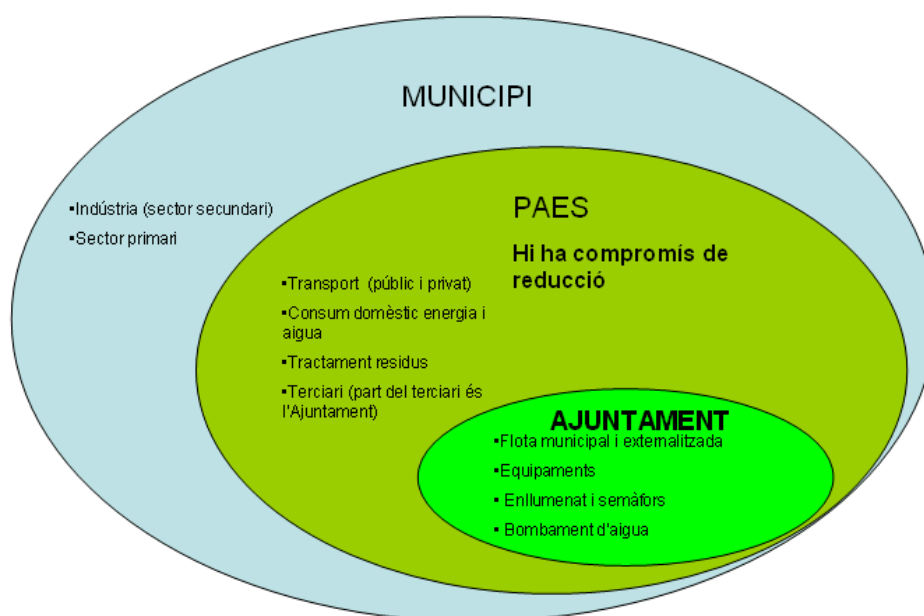 MUNICIPI
▪Indústria (sector secundari)
▪Sector primari
PAES
Hi ha compromís de
reducció
▪Transport (públic i privat)
▪Consum domèstic energia i
aigua
▪Tractament residus
▪Terciari (part del terciari és
l'Ajuntament)
AJUNTAMENT
▪Flota municipal i externalitzada
▪Equipaments
▪Enllumenat i semàfors
▪Bombament d'aigua